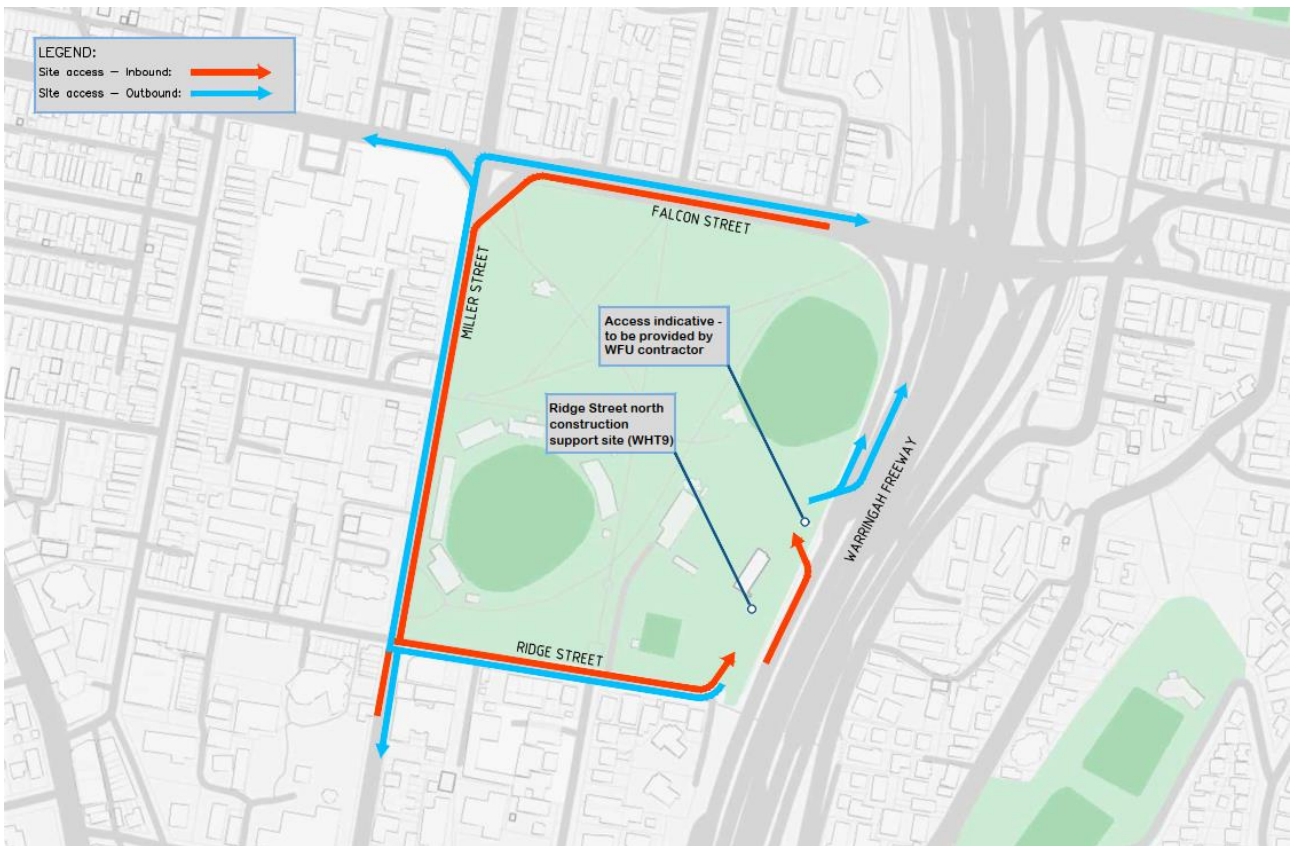 LEGEND:
Site access – Inbound:
Site access – Outbound:
FALCON STREET
MILLER STREET
Access indicative -
to be provided by
WFU contractor
Ridge Street north
construction
support site (WHT9)
WARRINGAH FREEWAY
RIDGE STREET